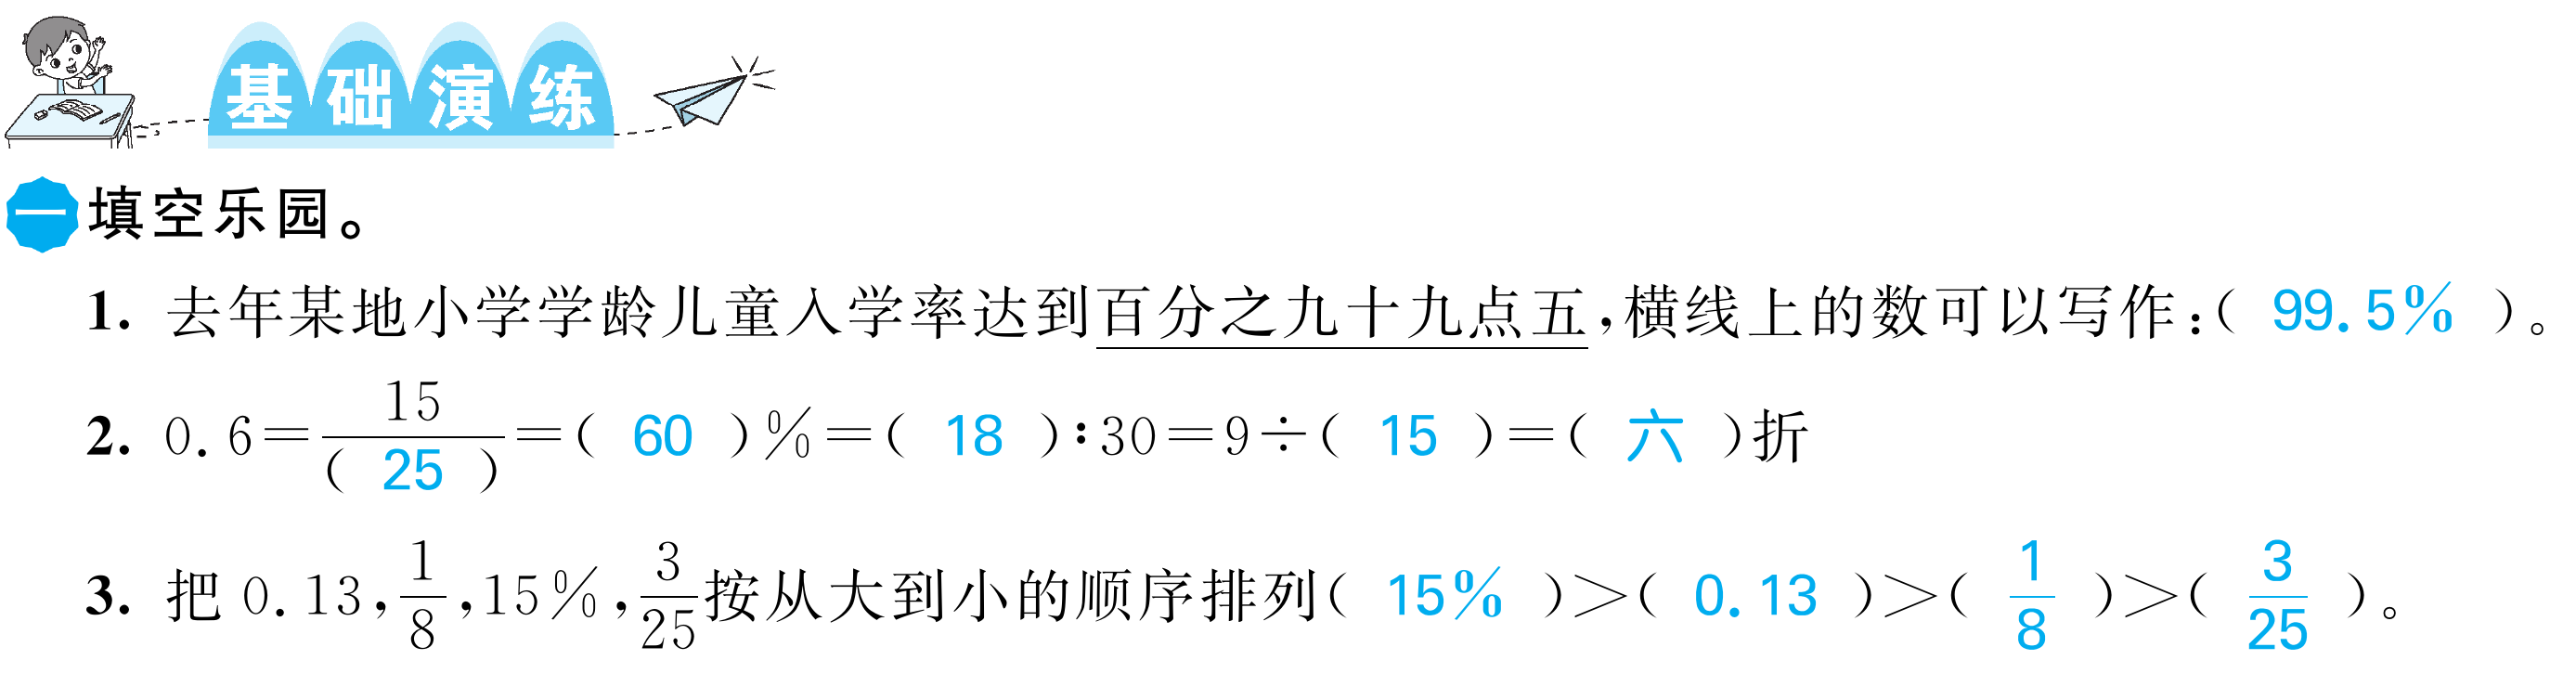 基础演练
一 填空乐园。
1. 去年某地小学学龄儿童入学率达到百分之九十九点五,横线上的数可以写作:( 99.5% )。
2. 0.6=15/( 25 )=( 60 )%=( 18 ):30=9÷( 15 )=( 六 )折
3. 把 0.13,1/8,15%,3/25按从大到小的顺序排列( 15% )>( 0.13 )>( 1/8 )>( 3/25 )。